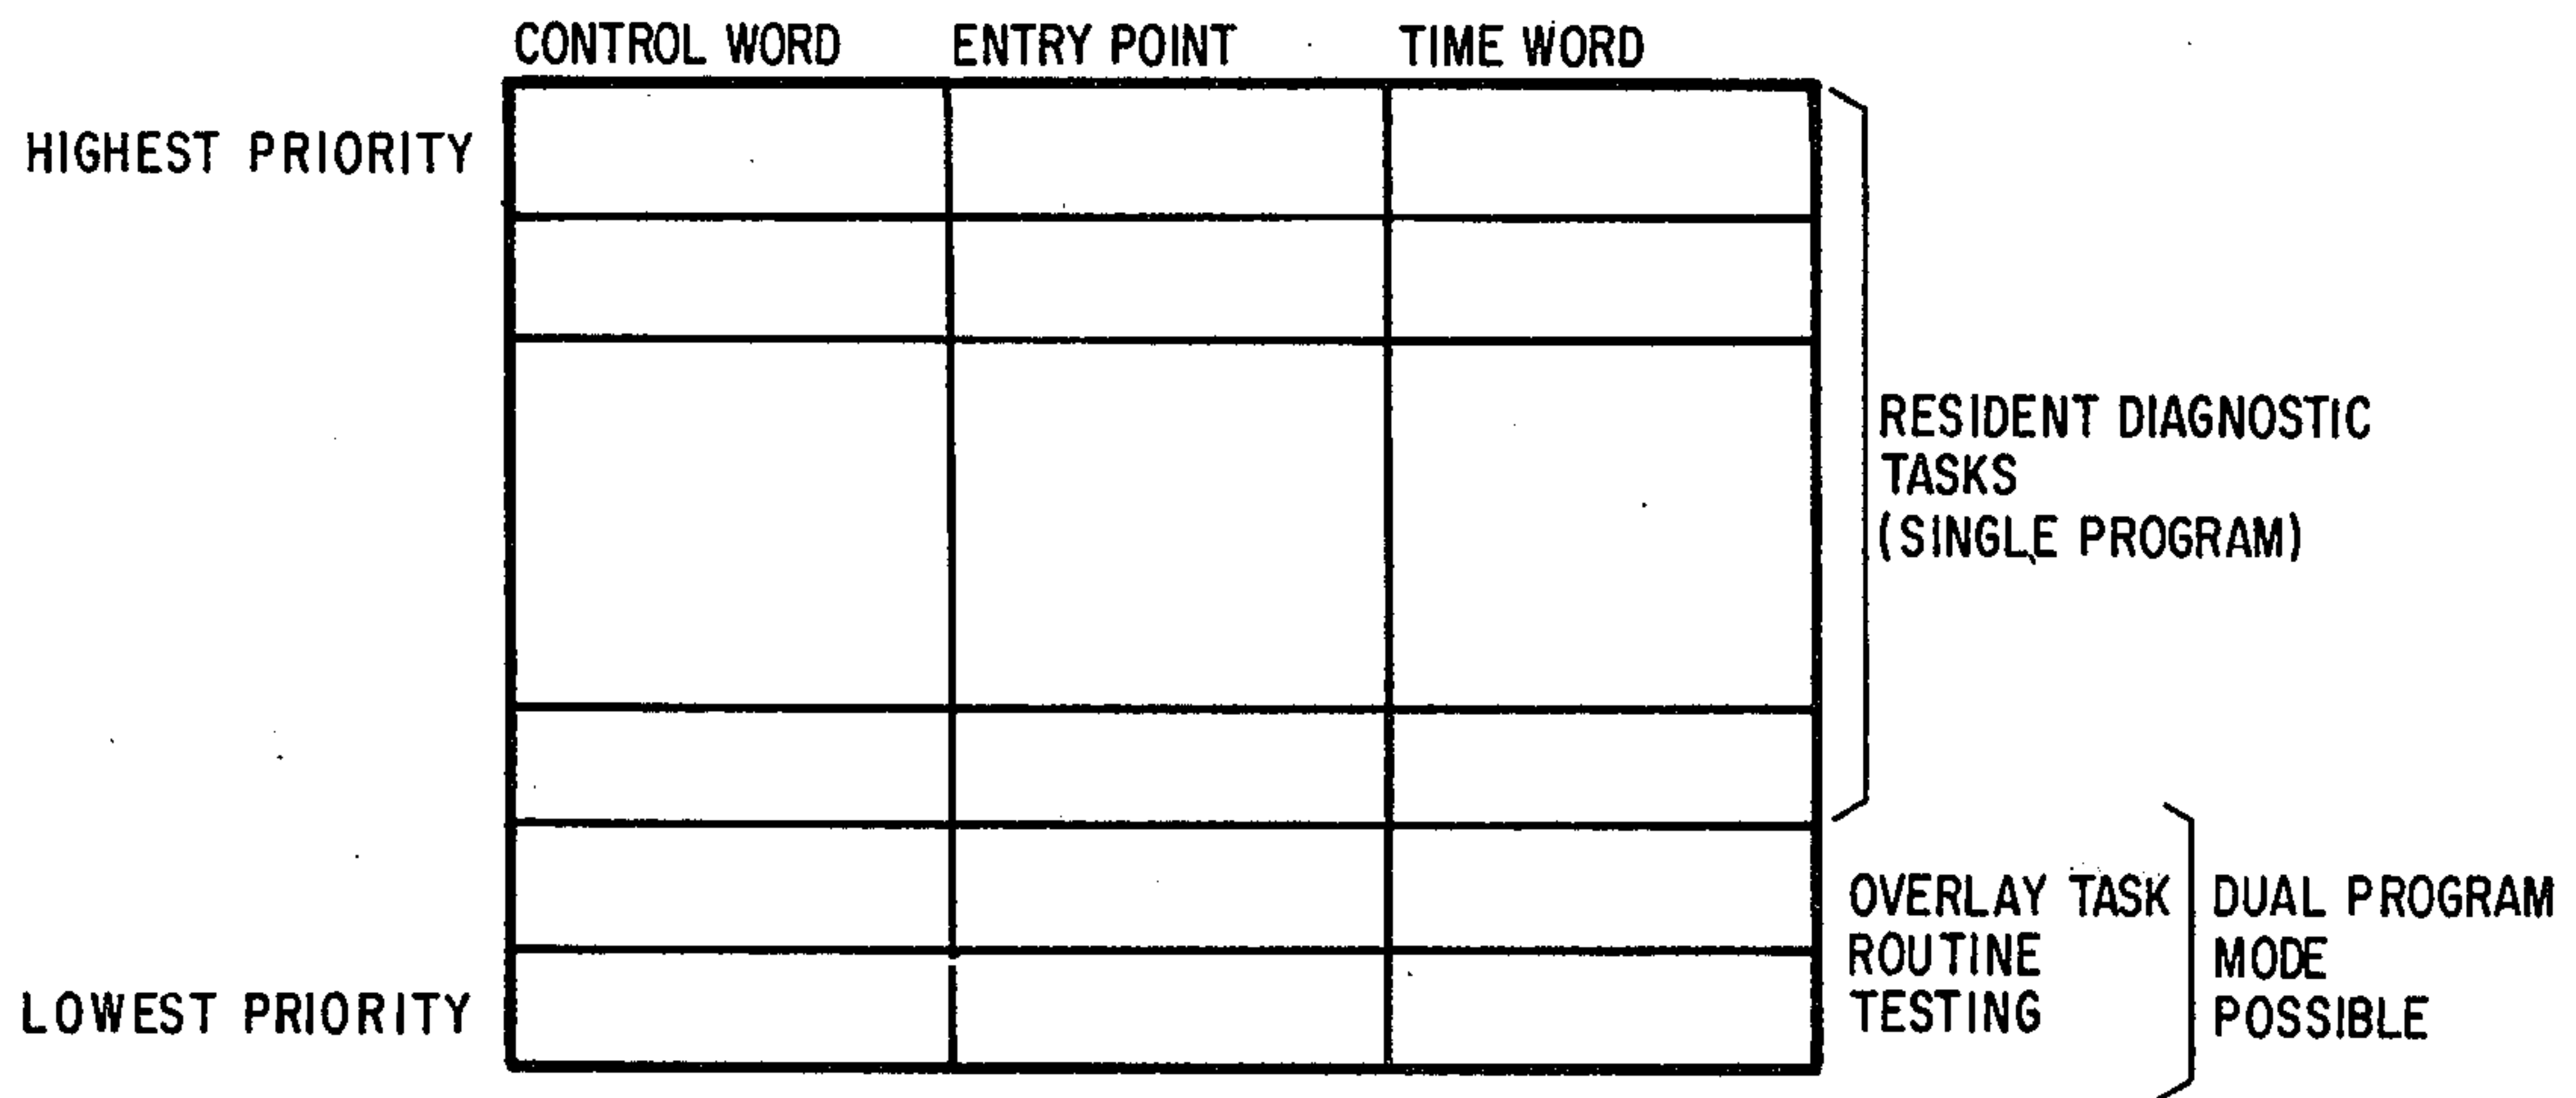 CONTROL WORD ENTRY POINT TIME WORD
HIGHEST PRIORITY
RESIDENT DIAGNOSTIC
TASKS
(SINGLE PROGRAM)
OVERLAY TASK
ROUTINE
TESTING
DUAL PROGRAM
MODE
POSSIBLE
LOWEST PRIORITY